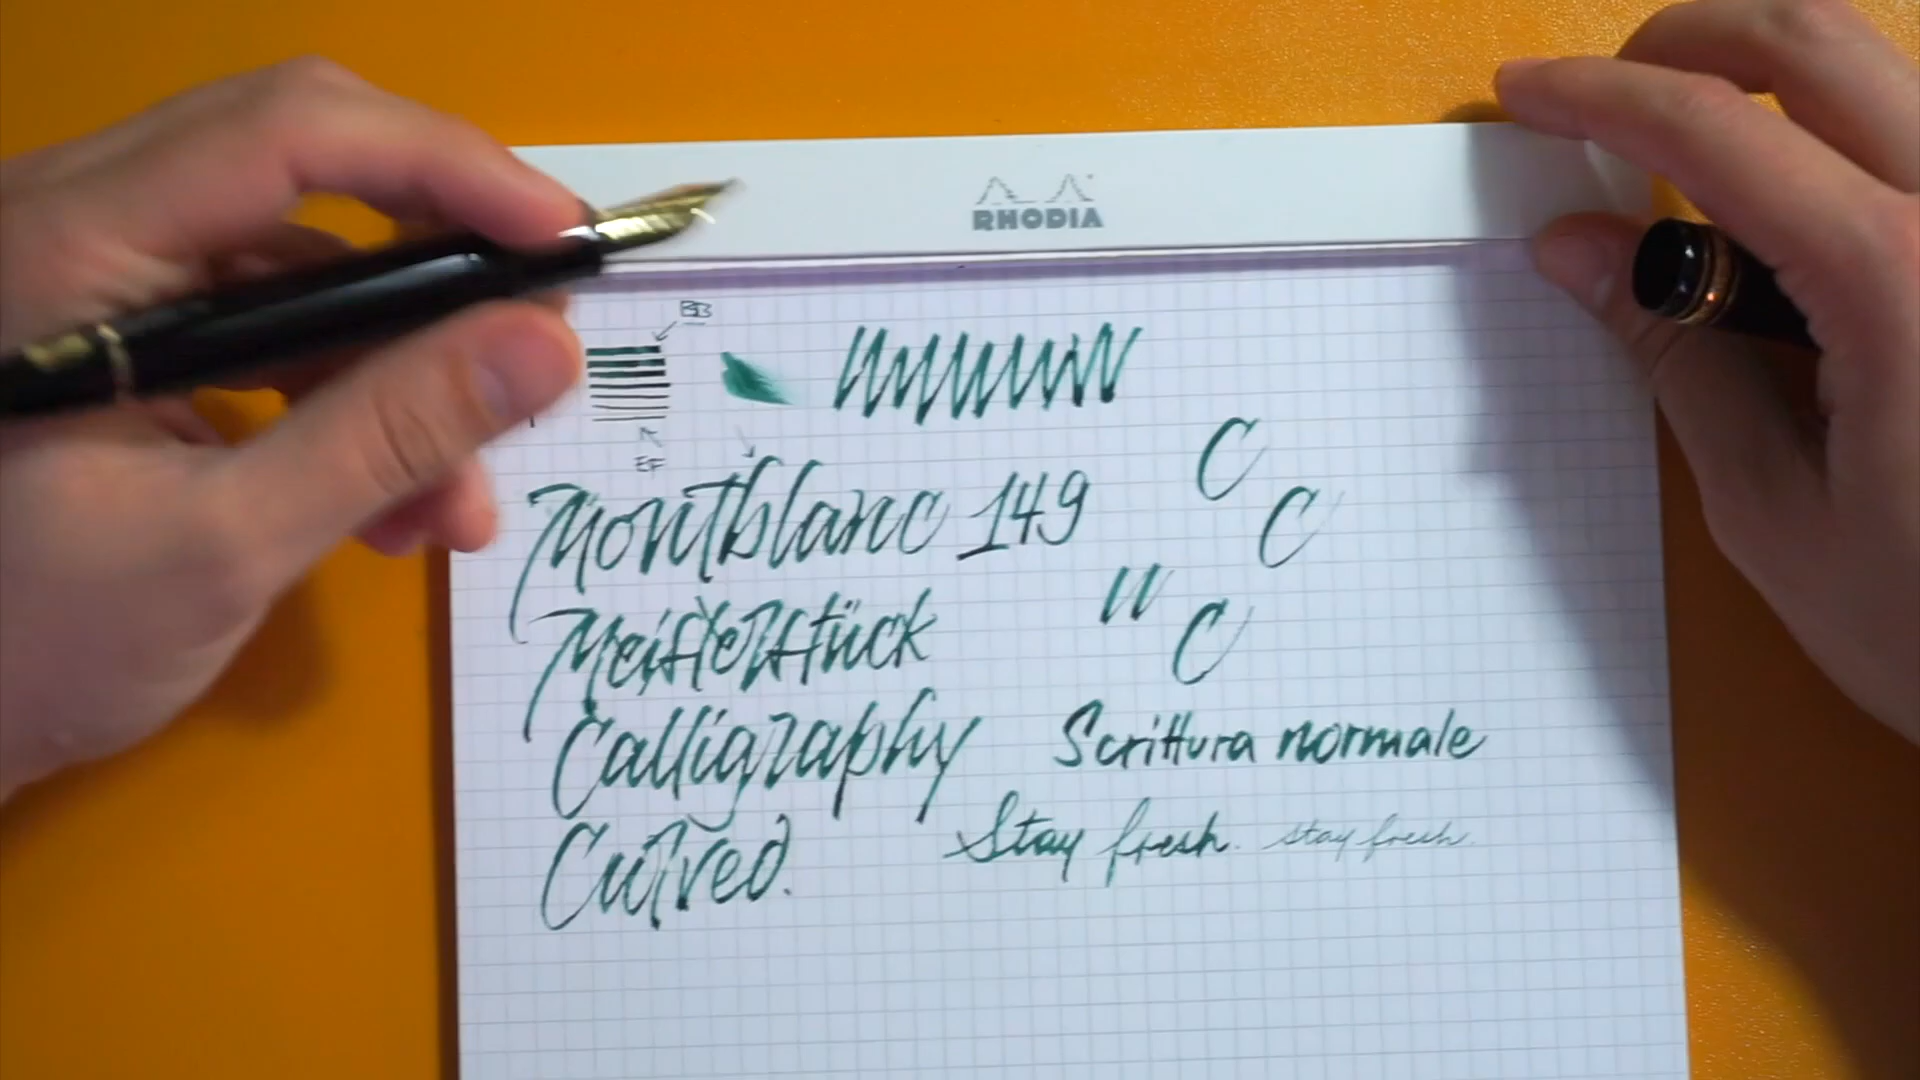 RHODIA
BB
EF
Montblanc 149
C
C
Meisterstück
C
Calligraphy
Scrittura normale
Stay fresh. stay fresh.
Curved.